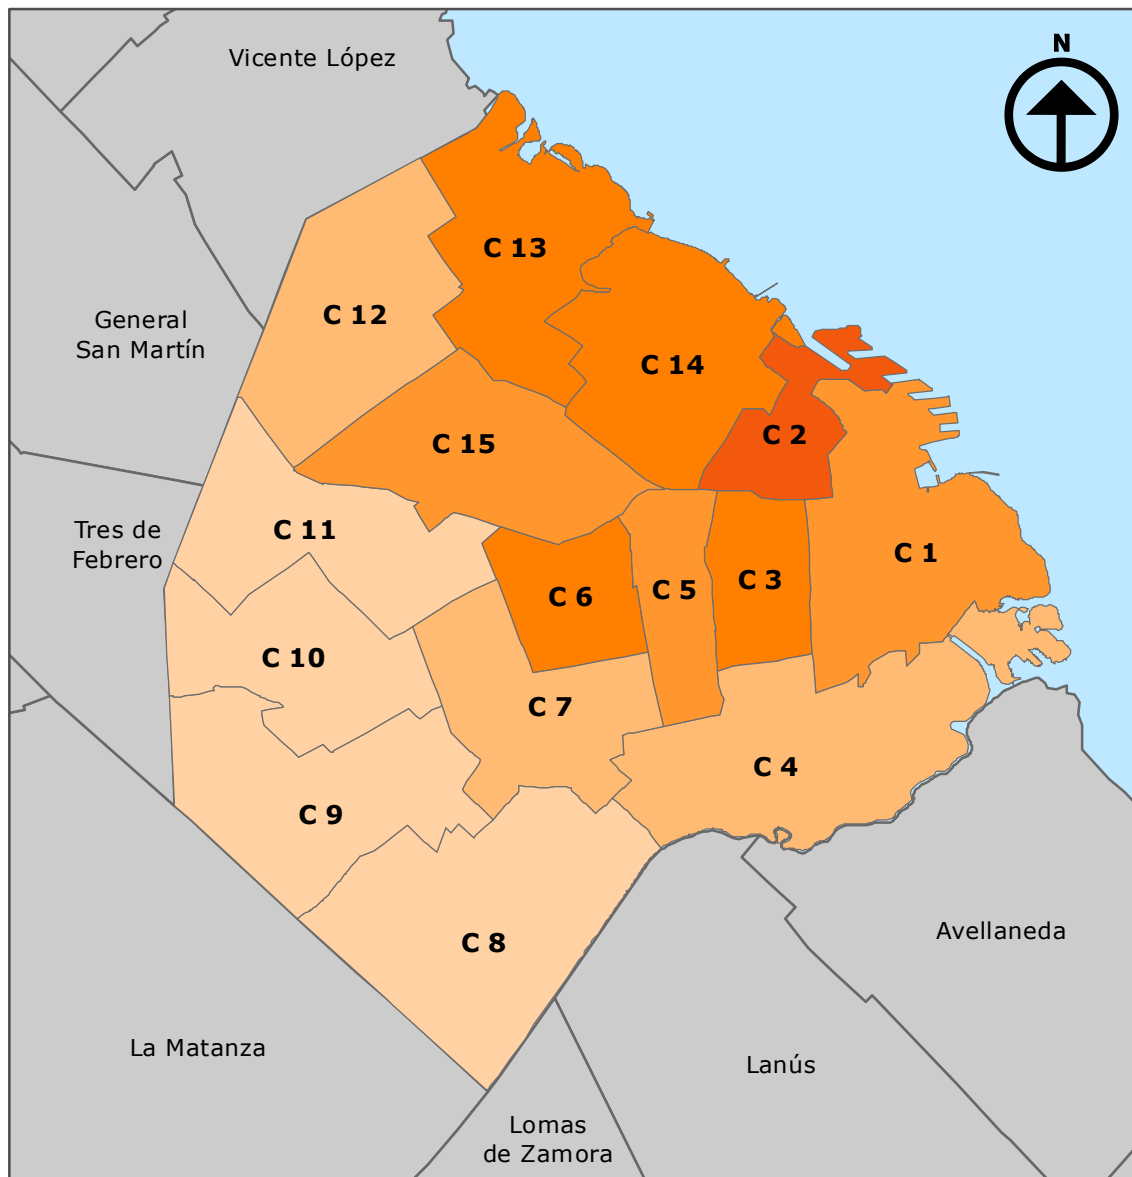 N
Vicente López
C 13
C 12
General
San Martín
C 14
C 2
C 15
Tres de
Febrero
C 11
C 1
C 3
C 5
C 6
C 10
C 7
C 4
C 9
C 8
Avellaneda
La Matanza
Lanús
Lomas
de Zamora